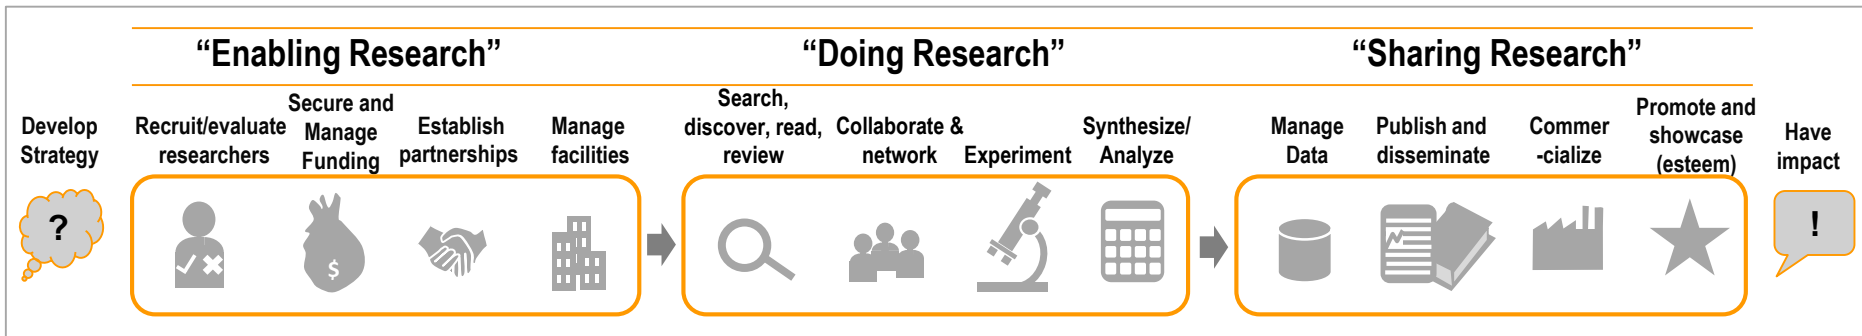 “Enabling Research”
“Doing Research”
“Sharing Research”
Develop
Strategy
Recruit/evaluate
researchers
Secure and
Manage
Funding
Establish
partnerships
Manage
facilities
Search,
discover, read,
review
Collaborate &
network
Experiment
Synthesize/
Analyze
Manage
Data
Publish and
disseminate
Commer
-cialize
Promote and
showcase
(esteem)
Have
impact
?
$
!